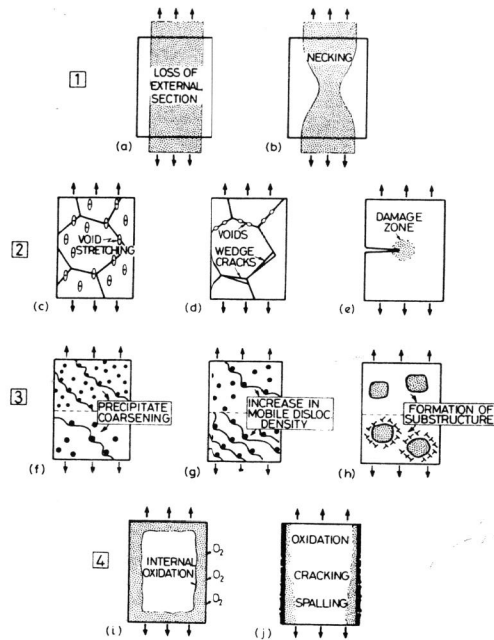 1
LOSS OF
EXTERNAL
SECTION
(a)
NECKING
(b)
2
VOID
STRETCHING
(c)
VOIDS
WEDGE
CRACKS
(d)
DAMAGE
ZONE
(e)
3
PRECIPITATE
COARSENING
(f)
INCREASE IN
MOBILE DISLOC
DENSITY
(g)
FORMATION OF
SUBSTRUCTURE
(h)
4
INTERNAL
OXIDATION
O₂
O₂
O₂
(i)
OXIDATION
CRACKING
SPALLING
(j)